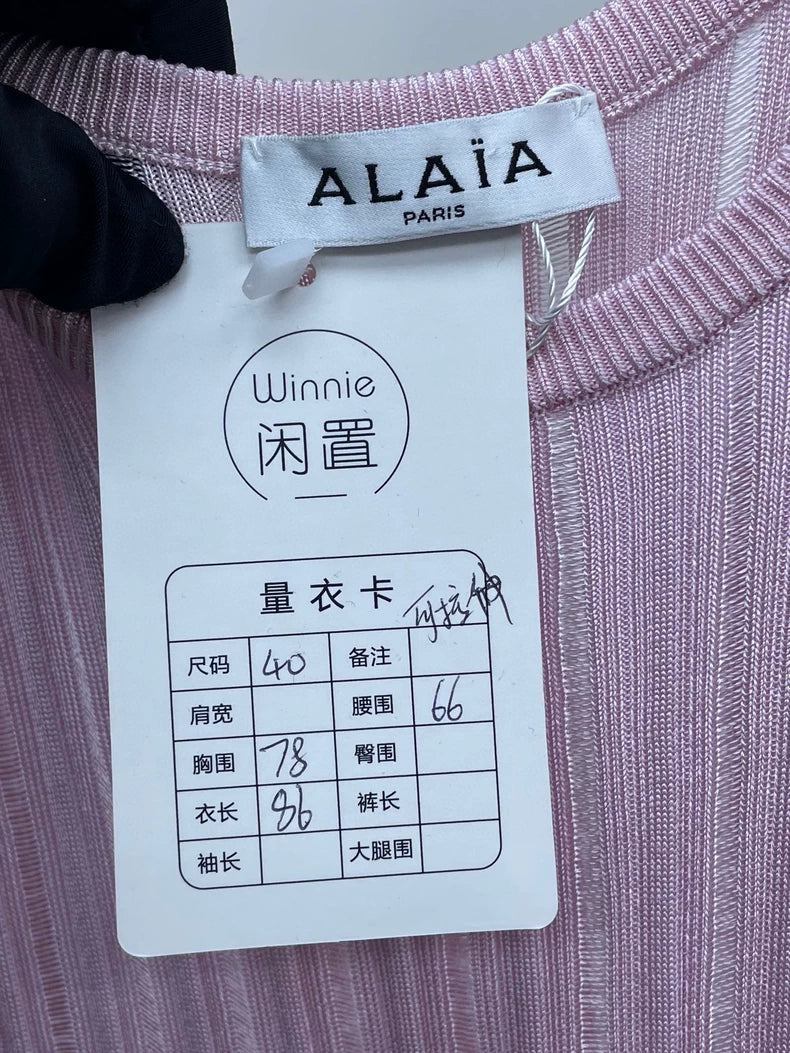 ALAÏA
PARIS
Winnie
闲置
量衣卡 可拉伸
尺码 40 备注
肩宽 腰围 66
胸围 78 臀围
衣长 86 裤长
袖长 大腿围